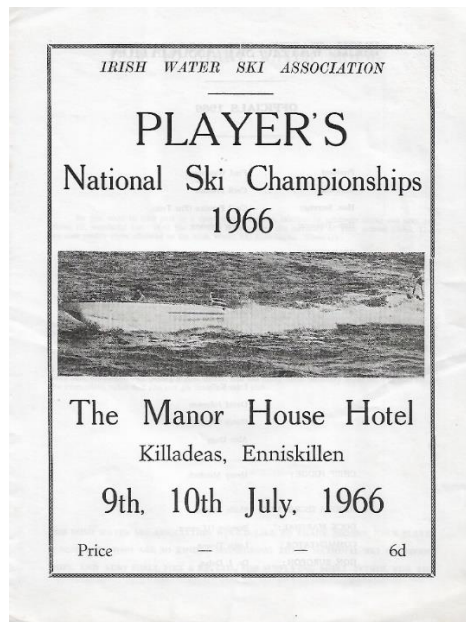 IRISH WATER SKI ASSOCIATION
PLAYER'S
National Ski Championships
1966
The Manor House Hotel
Killadeas, Enniskillen
9th, 10th July, 1966
Price — — 6d